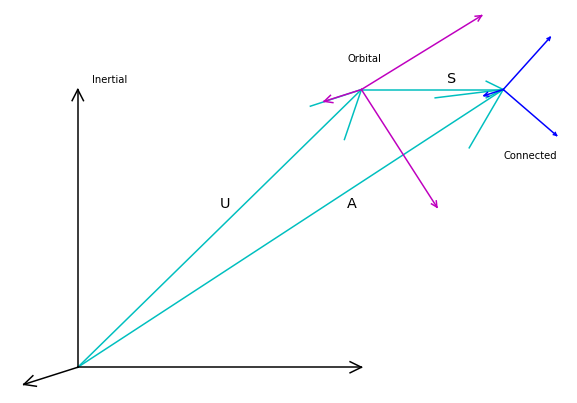 Orbital
S
Inertial
Connected
U
A